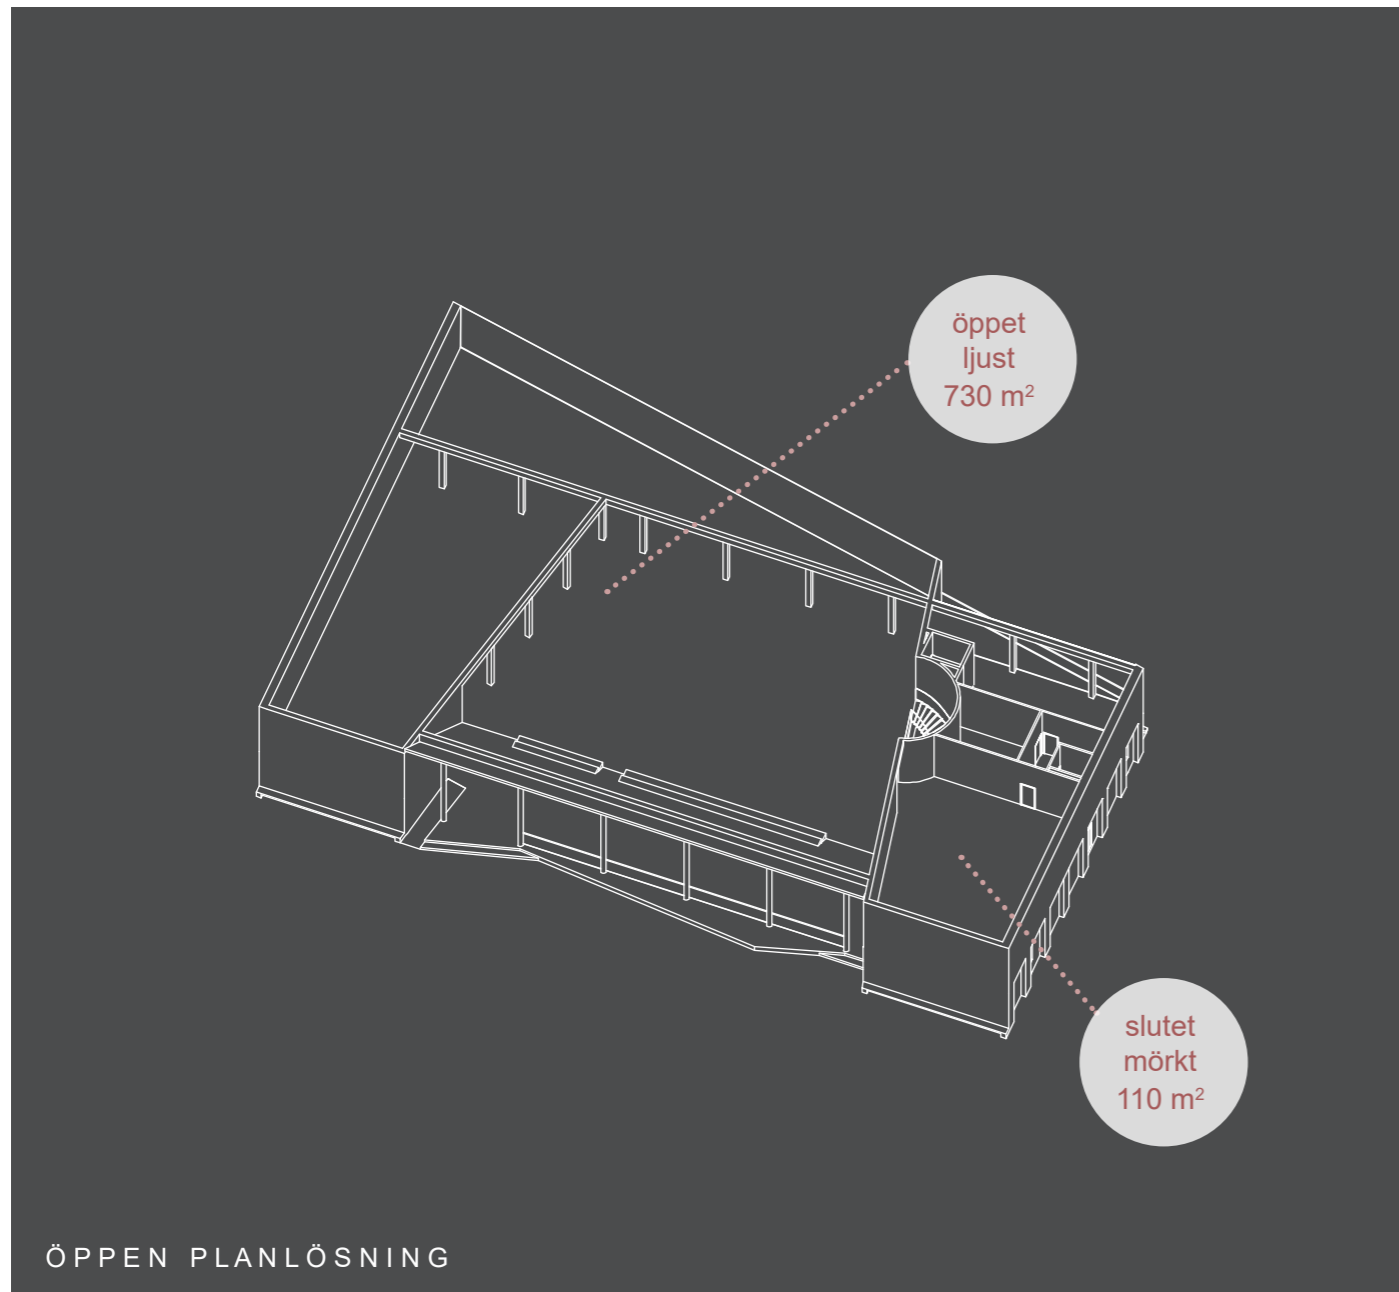 öppet
ljust
730 m²
slutet
mörkt
110 m²
ÖPPEN PLANLÖSNING